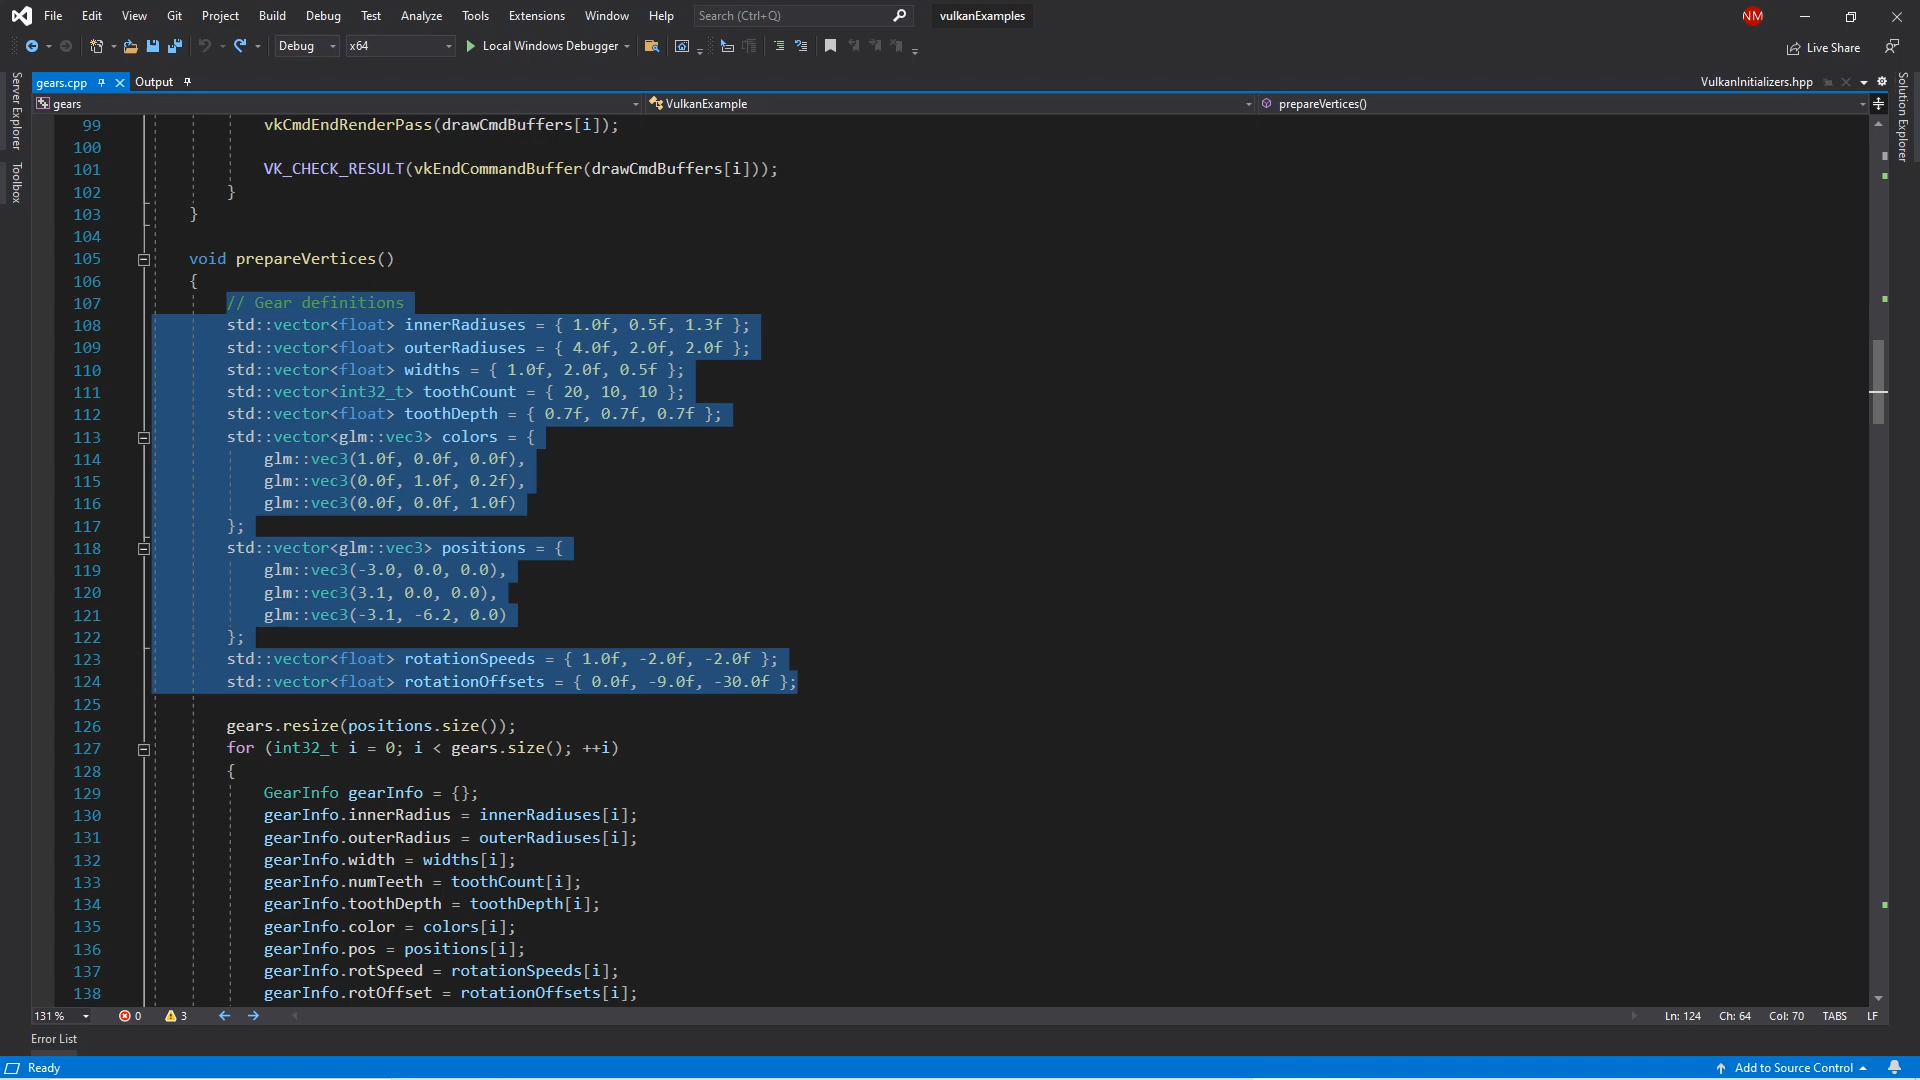 File Edit View Git Project Build Debug Test Analyze Tools Extensions Window Help Search (Ctrl+Q) vulkanExamples NM
Debug x64 Local Windows Debugger Live Share
gears.cpp Output VulkanInitializers.hpp
gears VulkanExample prepareVertices()
Server Explorer
Toolbox
Solution Explorer
99 vkCmdEndRenderPass(drawCmdBuffers[i]);
100
101 VK_CHECK_RESULT(vkEndCommandBuffer(drawCmdBuffers[i]));
102 }
103 }
104
105 void prepareVertices()
106 {
107 // Gear definitions
108 std::vector<float> innerRadiuses = { 1.0f, 0.5f, 1.3f };
109 std::vector<float> outerRadiuses = { 4.0f, 2.0f, 2.0f };
110 std::vector<float> widths = { 1.0f, 2.0f, 0.5f };
111 std::vector<int32_t> toothCount = { 20, 10, 10 };
112 std::vector<float> toothDepth = { 0.7f, 0.7f, 0.7f };
113 std::vector<glm::vec3> colors = {
114 glm::vec3(1.0f, 0.0f, 0.0f),
115 glm::vec3(0.0f, 1.0f, 0.2f),
116 glm::vec3(0.0f, 0.0f, 1.0f)
117 };
118 std::vector<glm::vec3> positions = {
119 glm::vec3(-3.0, 0.0, 0.0),
120 glm::vec3(3.1, 0.0, 0.0),
121 glm::vec3(-3.1, -6.2, 0.0)
122 };
123 std::vector<float> rotationSpeeds = { 1.0f, -2.0f, -2.0f };
124 std::vector<float> rotationOffsets = { 0.0f, -9.0f, -30.0f };
125
126 gears.resize(positions.size());
127 for (int32_t i = 0; i < gears.size(); ++i)
128 {
129 GearInfo gearInfo = {};
130 gearInfo.innerRadius = innerRadiuses[i];
131 gearInfo.outerRadius = outerRadiuses[i];
132 gearInfo.width = widths[i];
133 gearInfo.numTeeth = toothCount[i];
134 gearInfo.toothDepth = toothDepth[i];
135 gearInfo.color = colors[i];
136 gearInfo.pos = positions[i];
137 gearInfo.rotSpeed = rotationSpeeds[i];
138 gearInfo.rotOffset = rotationOffsets[i];
131 % 0 3 Ln: 124 Ch: 64 Col: 70 TABS LF
Error List
Ready Add to Source Control